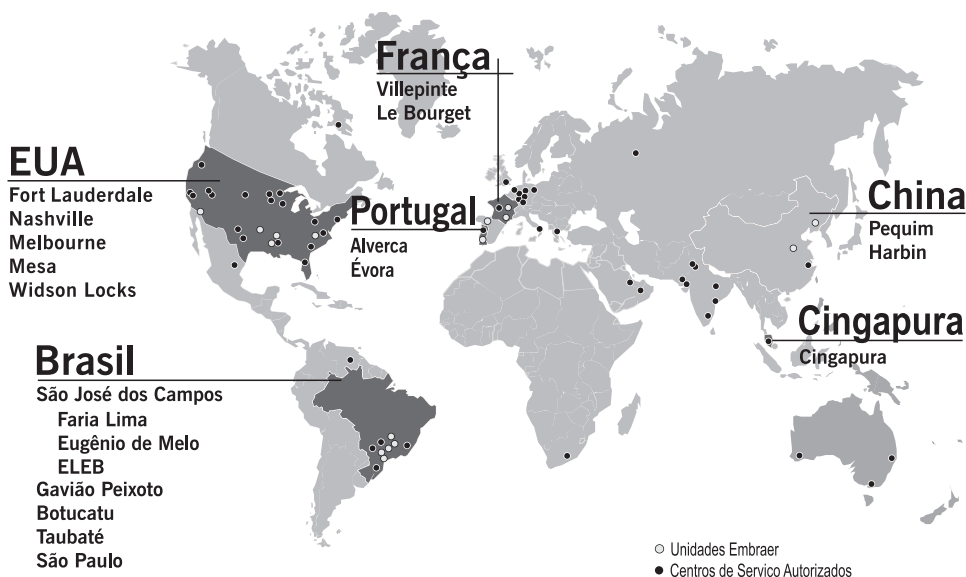 França
Villepinte
Le Bourget
EUA
Fort Lauderdale
Nashville
Melbourne
Mesa
Widson Locks
Portugal
Alverca
Évora
China
Pequim
Harbin
Cingapura
Cingapura
Brasil
São José dos Campos
Faria Lima
Eugênio de Melo
ELEB
Gavião Peixoto
Botucatu
Taubaté
São Paulo
Unidades Embraer
Centros de Servico Autorizados